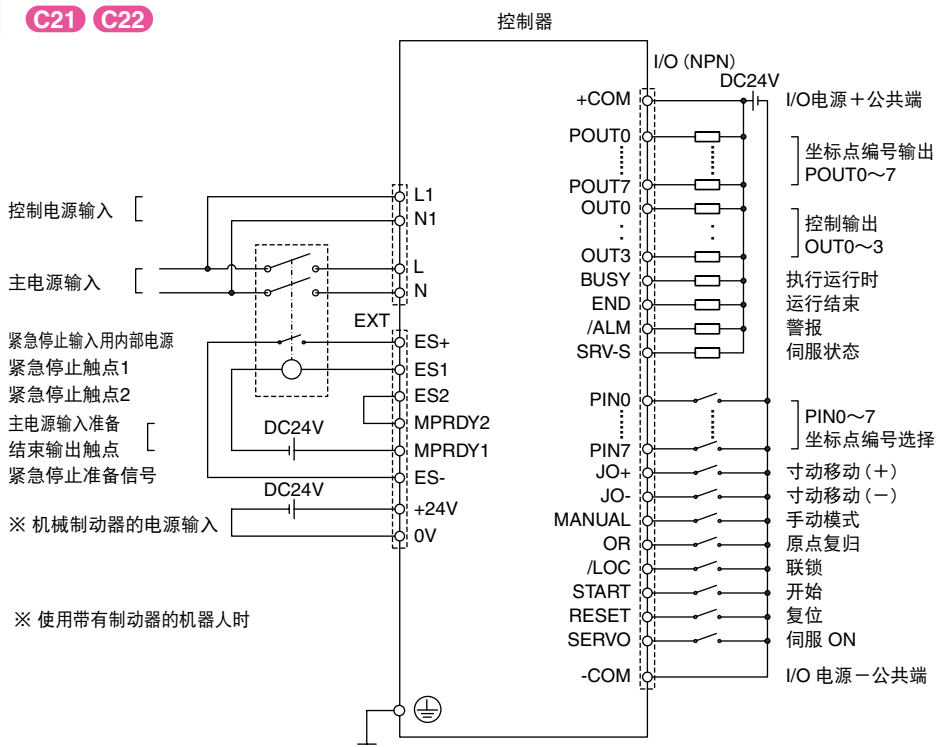 C21 C22
控制器
I/O (NPN)
DC24V
+COM
I/O电源＋公共端
POUT0
坐标点编号输出
POUT0～7
POUT7
OUT0
控制输出
OUT0～3
OUT3
BUSY
执行运行时
END
运行结束
/ALM
警报
SRV-S
伺服状态
PIN0
PIN0～7
坐标点编号选择
PIN7
JO+
寸动移动（＋）
JO-
寸动移动（－）
MANUAL
手动模式
OR
原点复归
/LOC
联锁
START
开始
RESET
复位
SERVO
伺服 ON
-COM
I/O 电源－公共端
控制电源输入
L1
N1
主电源输入
L
N
EXT
紧急停止输入用内部电源
ES+
紧急停止触点1
ES1
紧急停止触点2
ES2
主电源输入准备
结束输出触点
DC24V
MPRDY2
MPRDY1
紧急停止准备信号
ES-
DC24V
+24V
※ 机械制动器的电源输入
0V
※ 使用带有制动器的机器人时